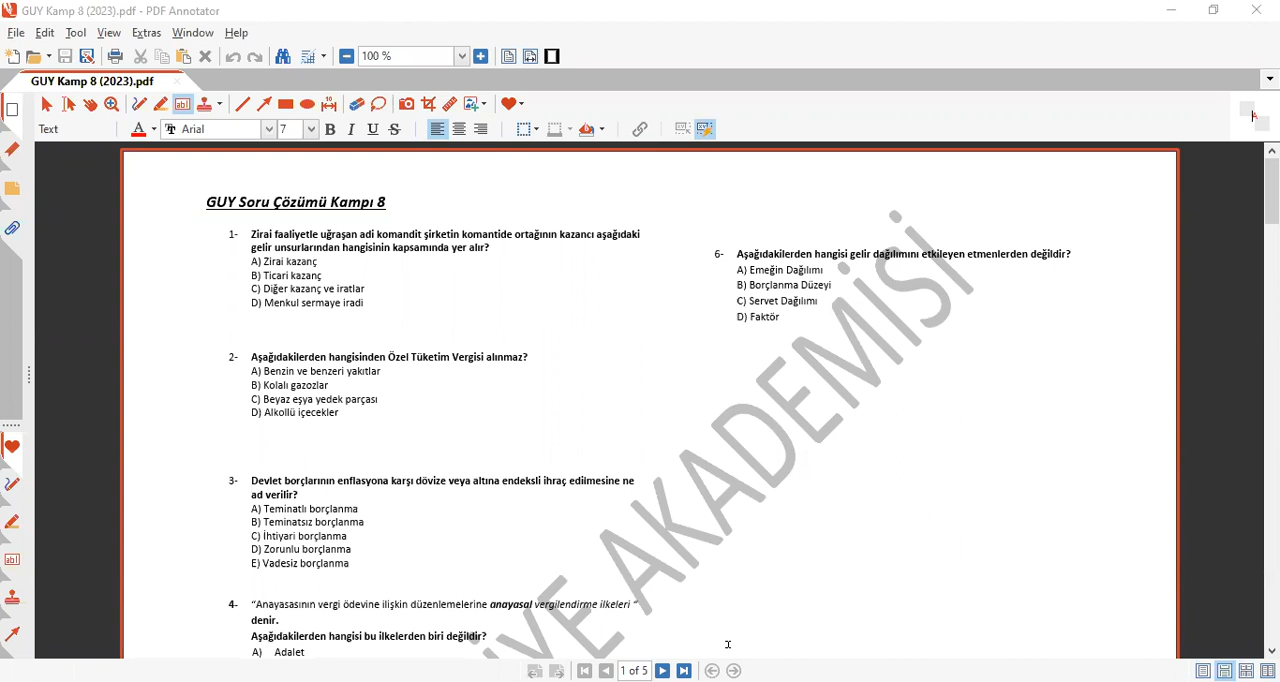 GUY Kamp 8 (2023).pdf - PDF Annotator
File Edit Tool View Extras Window Help
100 %
GUY Kamp 8 (2023).pdf
Text Arial 7 B I U S
GUY Soru Çözümü Kampı 8
1- Zirai faaliyetle uğraşan adi komandit şirketin komantide ortağının kazancı aşağıdaki
gelir unsurlarından hangisinin kapsamında yer alır?
A) Zirai kazanç
B) Ticari kazanç
C) Diğer kazanç ve iratlar
D) Menkul sermaye iradi
2- Aşağıdakilerden hangisinden Özel Tüketim Vergisi alınmaz?
A) Benzin ve benzeri yakıtlar
B) Kolalı gazozlar
C) Beyaz eşya yedek parçası
D) Alkollü içecekler
3- Devlet borçlarının enflasyona karşı dövize veya altına endeksli ihraç edilmesine ne
ad verilir?
A) Teminatlı borçlanma
B) Teminatsız borçlanma
C) İhtiyari borçlanma
D) Zorunlu borçlanma
E) Vadesiz borçlanma
4- “Anayasasının vergi ödevine ilişkin düzenlemelerine anayasal vergilendirme ilkeleri “
denir.
Aşağıdakilerden hangisi bu ilkelerden biri değildir?
A) Adalet
6- Aşağıdakilerden hangisi gelir dağılımını etkileyen etmenlerden değildir?
A) Emeğin Dağılımı
B) Borçlanma Düzeyi
C) Servet Dağılımı
D) Faktör
İYE AKADEMİSİ
1 of 5